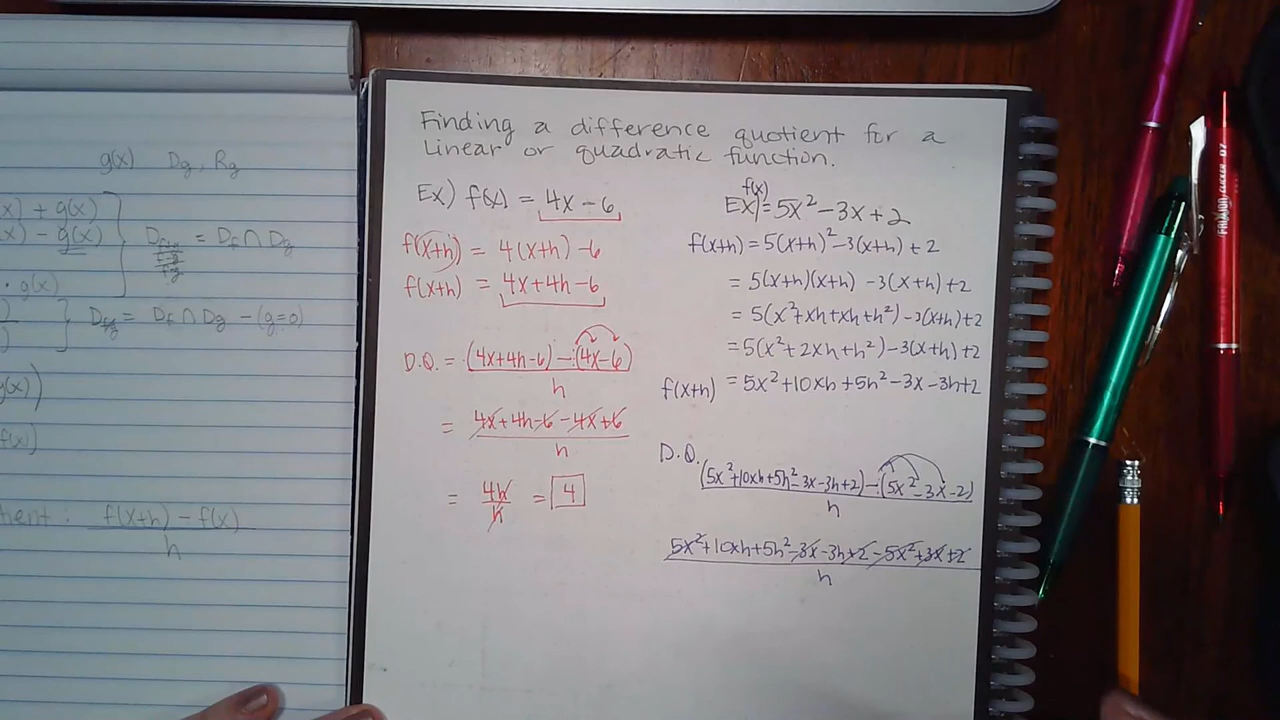 g(x) Dg, Rg
x) + g(x)
x) - g(x)
= Df ∩ Dg
· g(x)
= Df ∩ Dg - (g=0)
g(x))
f(x)
f(x+h) - f(x)
h
Finding a difference quotient for a
Linear or quadratic function.
Ex) f(x) = 4x - 6
f(x+h) = 4(x+h) - 6
f(x+h) = 4x+4h-6
D.Q. = (4x+4h-6) - (4x-6)
h
= 4x+4h-6-4x+6
h
= 4h
h
= 4
f(x)
Ex) = 5x² - 3x + 2
f(x+h) = 5(x+h)² - 3(x+h) + 2
= 5(x+h)(x+h) - 3(x+h)+2
= 5(x²+xh+xh+h²) - 3(x+h)+2
= 5(x²+2xh+h²) - 3(x+h)+2
f(x+h) = 5x²+10xh+5h²-3x-3h+2
D.Q.
(5x²+10xh+5h²-3x-3h+2) - (5x²-3x-2)
h
5x²+10xh+5h²-3x-3h+2-5x²+3x+2
h
FRIXION clicker 07